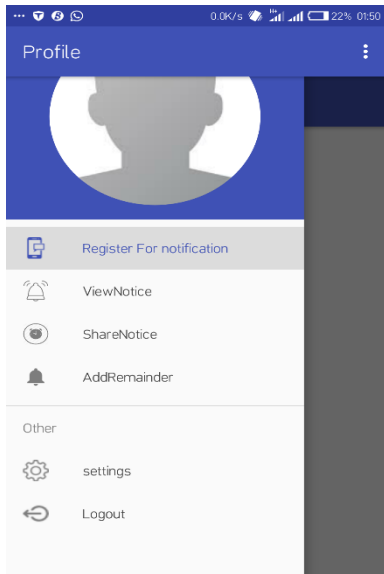 ... 0.0K/s 22% 01:50
Profile
Register For notification
ViewNotice
ShareNotice
AddRemainder
Other
settings
Logout